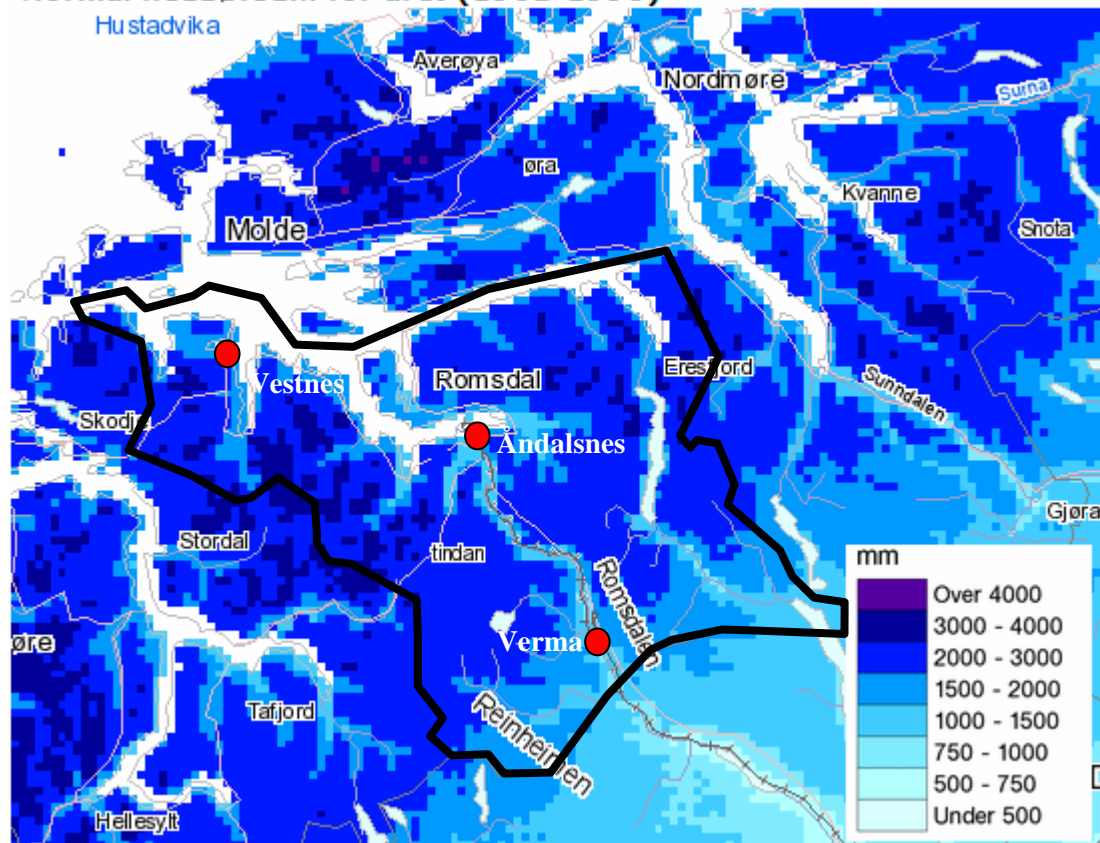 Hustadvika
Averøya
Nordmøre
Surna
øra
Kvanne
Molde
Snota
Vestnes
Romsdal
Eresfjord
Sunndalen
Skodje
Åndalsnes
Gjøra
Stordal
tindan
Romsdalen
øre
Verma
Tafjord
Reinheimen
Hellesylt
mm
Over 4000
3000 - 4000
2000 - 3000
1500 - 2000
1000 - 1500
750 - 1000
500 - 750
Under 500